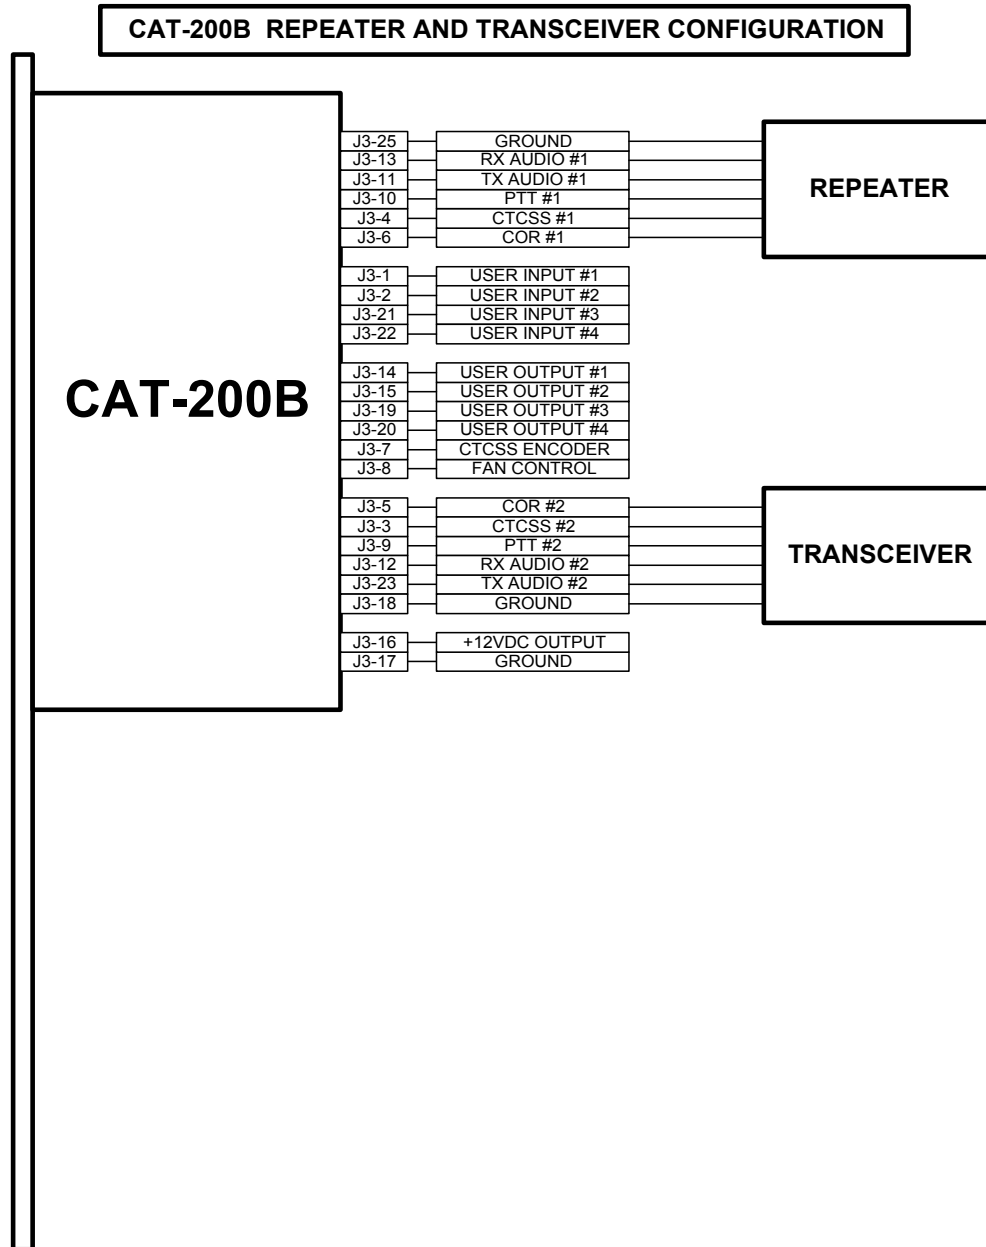 CAT-200B REPEATER AND TRANSCEIVER CONFIGURATION
J3-25 GROUND
J3-13 RX AUDIO #1
J3-11 TX AUDIO #1
J3-10 PTT #1
J3-4 CTCSS #1
J3-6 COR #1
REPEATER
J3-1 USER INPUT #1
J3-2 USER INPUT #2
J3-21 USER INPUT #3
J3-22 USER INPUT #4
CAT-200B
J3-14 USER OUTPUT #1
J3-15 USER OUTPUT #2
J3-19 USER OUTPUT #3
J3-20 USER OUTPUT #4
J3-7 CTCSS ENCODER
J3-8 FAN CONTROL
J3-5 COR #2
J3-3 CTCSS #2
J3-9 PTT #2
J3-12 RX AUDIO #2
J3-23 TX AUDIO #2
J3-18 GROUND
TRANSCEIVER
J3-16 +12VDC OUTPUT
J3-17 GROUND